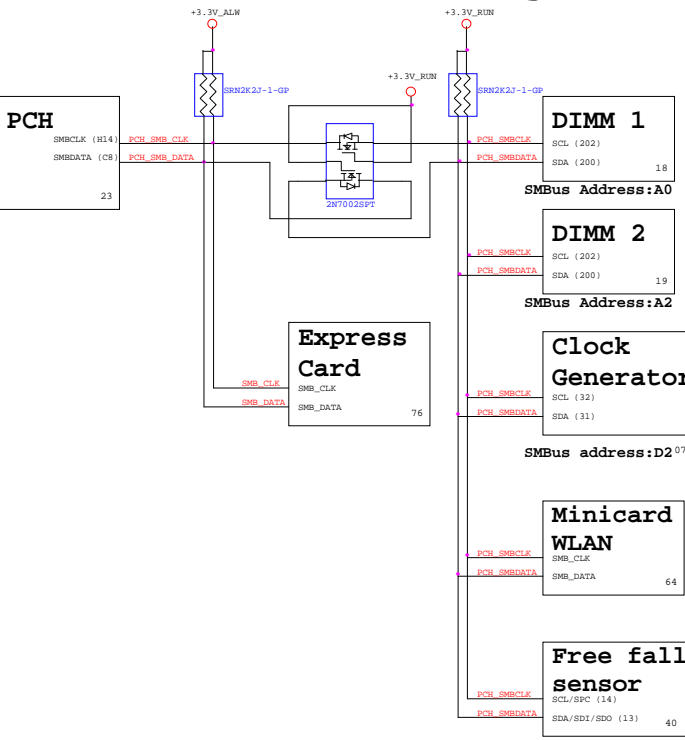 +3.3V_ALW
+3.3V_RUN
+3.3V_RUN
SRN2K2J-1-GP
SRN2K2J-1-GP
PCH
SMBCLK (H14)
PCH_SMB_CLK
SMBDATA (C8)
PCH_SMB_DATA
23
2N7002SPT
DIMM 1
PCH_SMBCLK
SCL (202)
PCH_SMBDATA
SDA (200)
18
SMBus Address:A0
DIMM 2
PCH_SMBCLK
SCL (202)
PCH_SMBDATA
SDA (200)
19
SMBus Address:A2
Express
Card
SMB_CLK
SMB_CLK
SMB_DATA
SMB_DATA
76
Clock
Generator
PCH_SMBCLK
SCL (32)
PCH_SMBDATA
SDA (31)
SMBus address:D2
07
Minicard
WLAN
PCH_SMBCLK
SMB_CLK
PCH_SMBDATA
SMB_DATA
64
Free fall
sensor
PCH_SMBCLK
SCL/SPC (14)
PCH_SMBDATA
SDA/SDI/SDO (13)
40